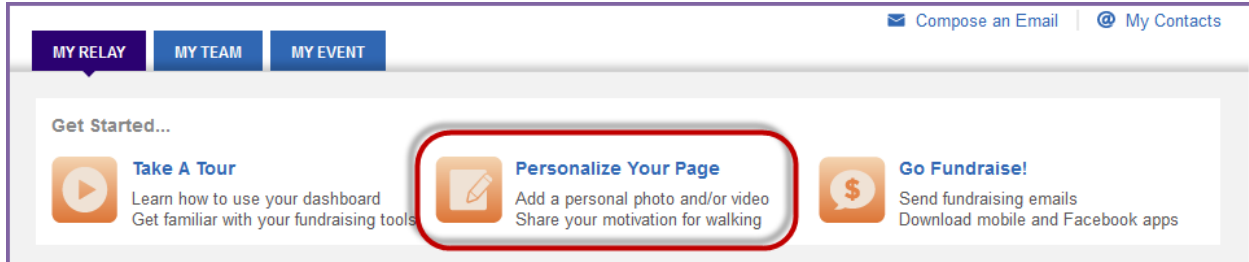 Compose an Email
@ My Contacts
MY RELAY
MY TEAM
MY EVENT
Get Started...
Take A Tour
Learn how to use your dashboard
Get familiar with your fundraising tools
Personalize Your Page
Add a personal photo and/or video
Share your motivation for walking
$
Go Fundraise!
Send fundraising emails
Download mobile and Facebook apps